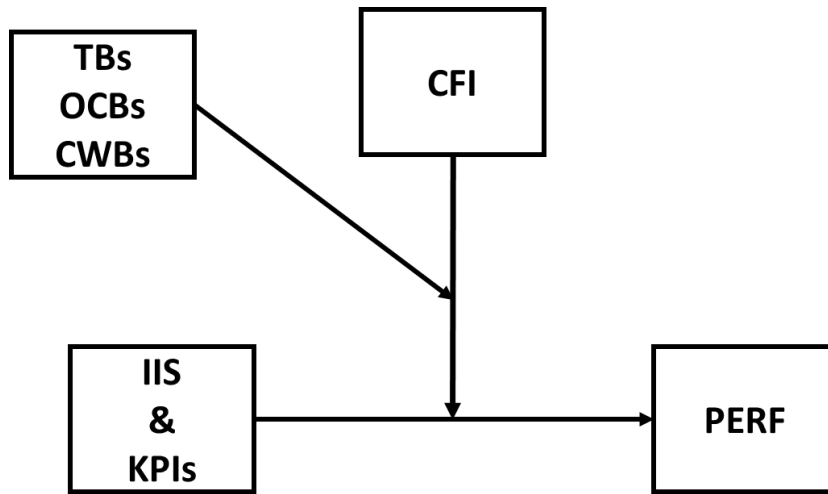 TBs
OCBs
CWBs
CFI
IIS
&
KPIs
PERF